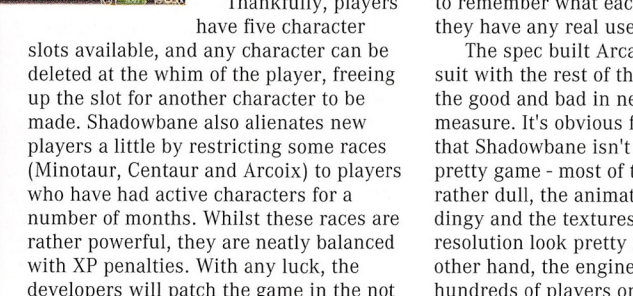 Thankfully, players
have five character
slots available, and any character can be
deleted at the whim of the player, freeing
up the slot for another character to be
made. Shadowbane also alienates new
players a little by restricting some races
(Minotaur, Centaur and Arcoix) to players
who have had active characters for a
number of months. Whilst these races are
rather powerful, they are neatly balanced
with XP penalties. With any luck, the
developers will patch the game in the not
to remember what eac
they have any real use
The spec built Arca
suit with the rest of th
the good and bad in ne
measure. It's obvious f
that Shadowbane isn't
pretty game - most of t
rather dull, the animat
dingy and the textures
resolution look pretty
other hand, the engine
hundreds of players or